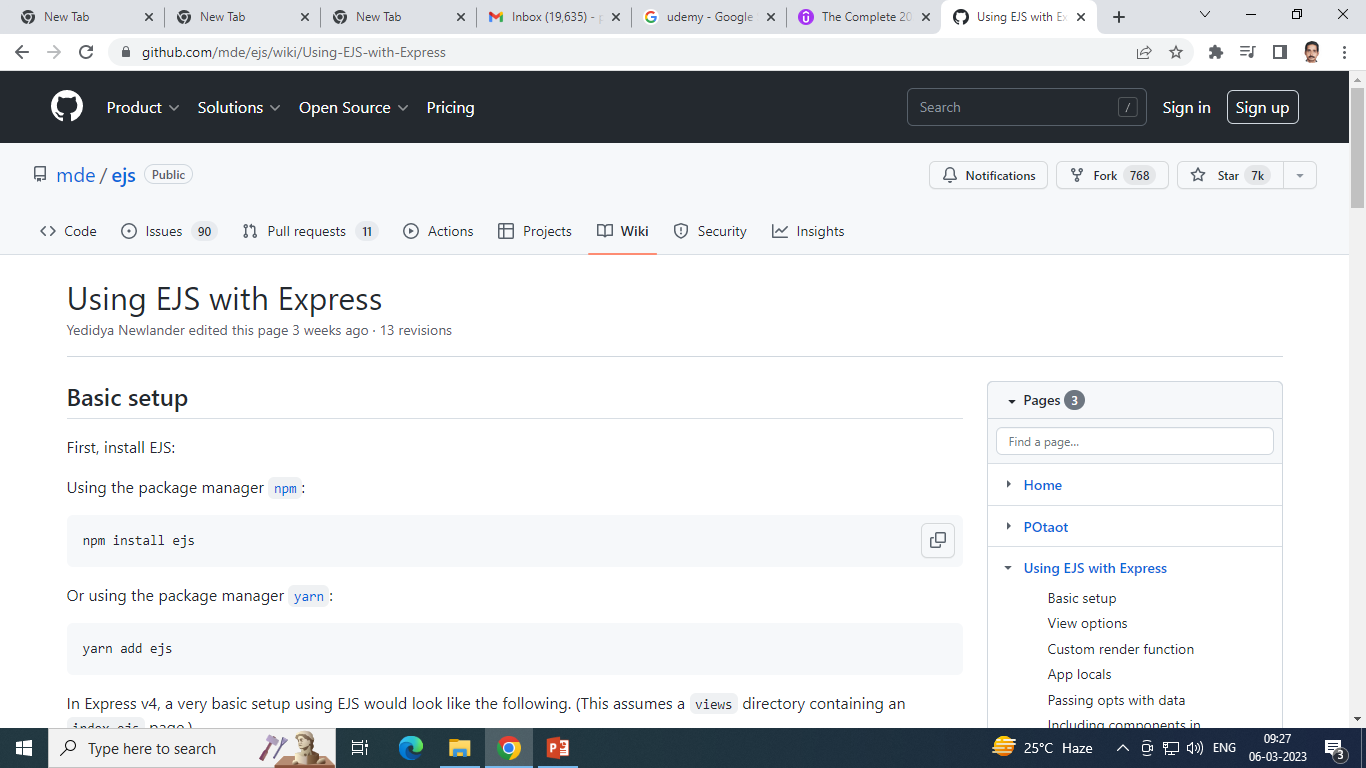 New Tab
New Tab
New Tab
Inbox (19,635) -
udemy - Google
The Complete 20
Using EJS with Ex
github.com/mde/ejs/wiki/Using-EJS-with-Express
Product
Solutions
Open Source
Pricing
Search
/
Sign in
Sign up
mde / ejs
Public
Notifications
Fork 768
Star 7k
Code
Issues 90
Pull requests 11
Actions
Projects
Wiki
Security
Insights
Using EJS with Express
Yedidya Newlander edited this page 3 weeks ago · 13 revisions
Basic setup
First, install EJS:
Using the package manager npm:
npm install ejs
Or using the package manager yarn:
yarn add ejs
In Express v4, a very basic setup using EJS would look like the following. (This assumes a views directory containing an
index.ejs page.)
Pages 3
Find a page...
Home
POtaot
Using EJS with Express
Basic setup
View options
Custom render function
App locals
Passing opts with data
Including components in
Type here to search
25°C Haze
ENG
09:27
06-03-2023
3